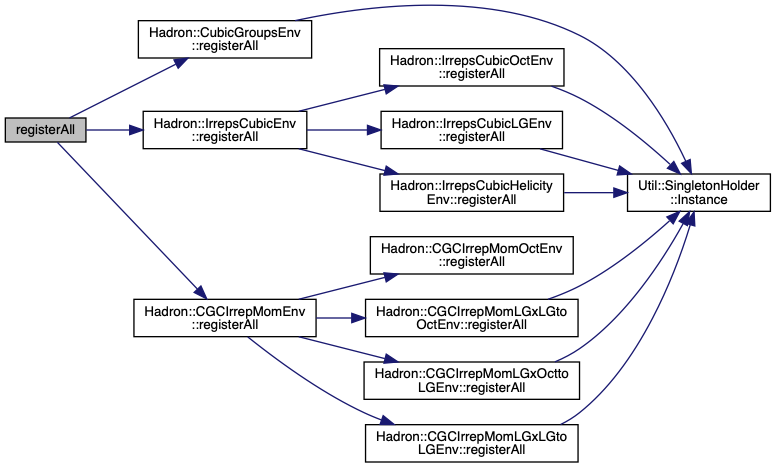 registerAll
Hadron::CubicGroupsEnv
::registerAll
Hadron::IrrepsCubicEnv
::registerAll
Hadron::CGCIrrepMomEnv
::registerAll
Hadron::IrrepsCubicOctEnv
::registerAll
Hadron::IrrepsCubicLGEnv
::registerAll
Hadron::IrrepsCubicHelicity
Env::registerAll
Hadron::CGCIrrepMomOctEnv
::registerAll
Hadron::CGCIrrepMomLGxLGto
OctEnv::registerAll
Hadron::CGCIrrepMomLGxOctto
LGEnv::registerAll
Hadron::CGCIrrepMomLGxLGto
LGEnv::registerAll
Util::SingletonHolder
::Instance